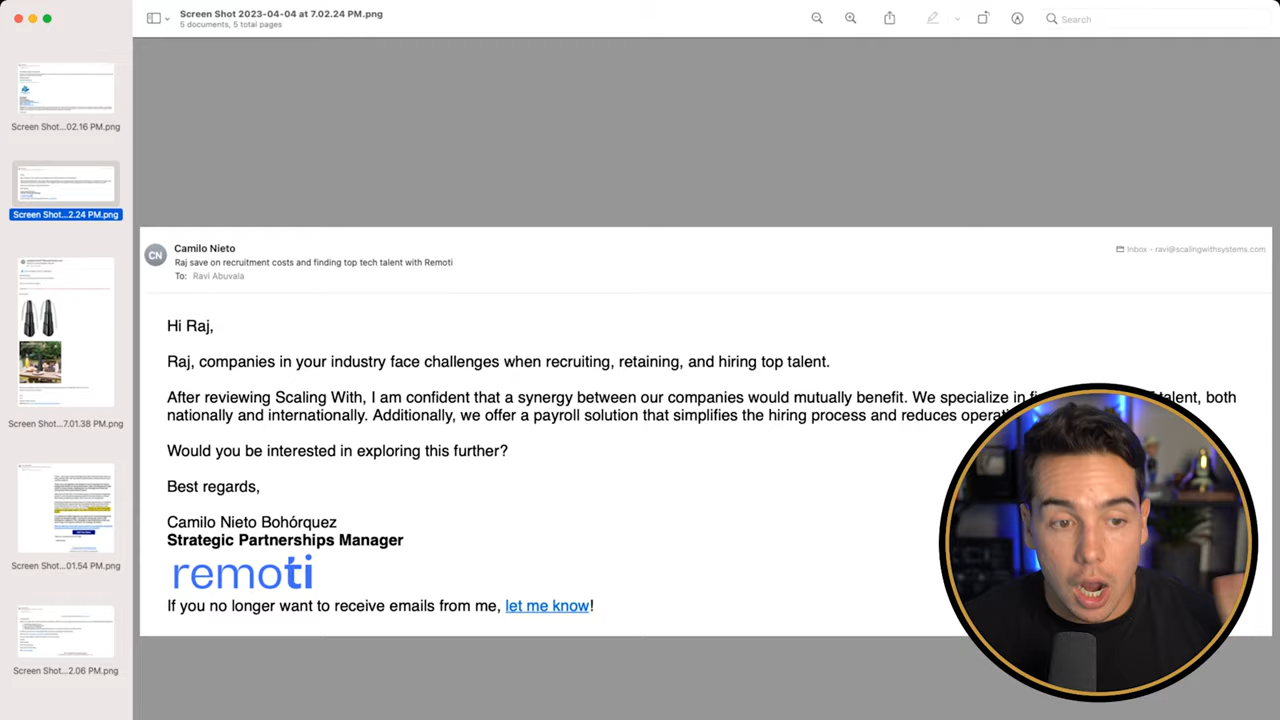 Screen Shot 2023-04-04 at 7.02.24 PM.png
5 documents, 5 total pages
Search
Screen Shot...02.16 PM.png
Screen Shot...2.24 PM.png
Screen Shot...7.01.38 PM.png
Screen Shot...01.54 PM.png
Screen Shot...2.06 PM.png
CN
Camilo Nieto
Raj save on recruitment costs and finding top tech talent with Remoti
To: Ravi Abuvala
Inbox - ravi@scalingwithsystems.com
Hi Raj,
Raj, companies in your industry face challenges when recruiting, retaining, and hiring top talent.
After reviewing Scaling With, I am confident that a synergy between our companies would mutually benefit. We specialize in talent, both
nationally and internationally. Additionally, we offer a payroll solution that simplifies the hiring process and reduces
Would you be interested in exploring this further?
Best regards,
Camilo Nieto Bohórquez
Strategic Partnerships Manager
remoti
If you no longer want to receive emails from me, let me know!